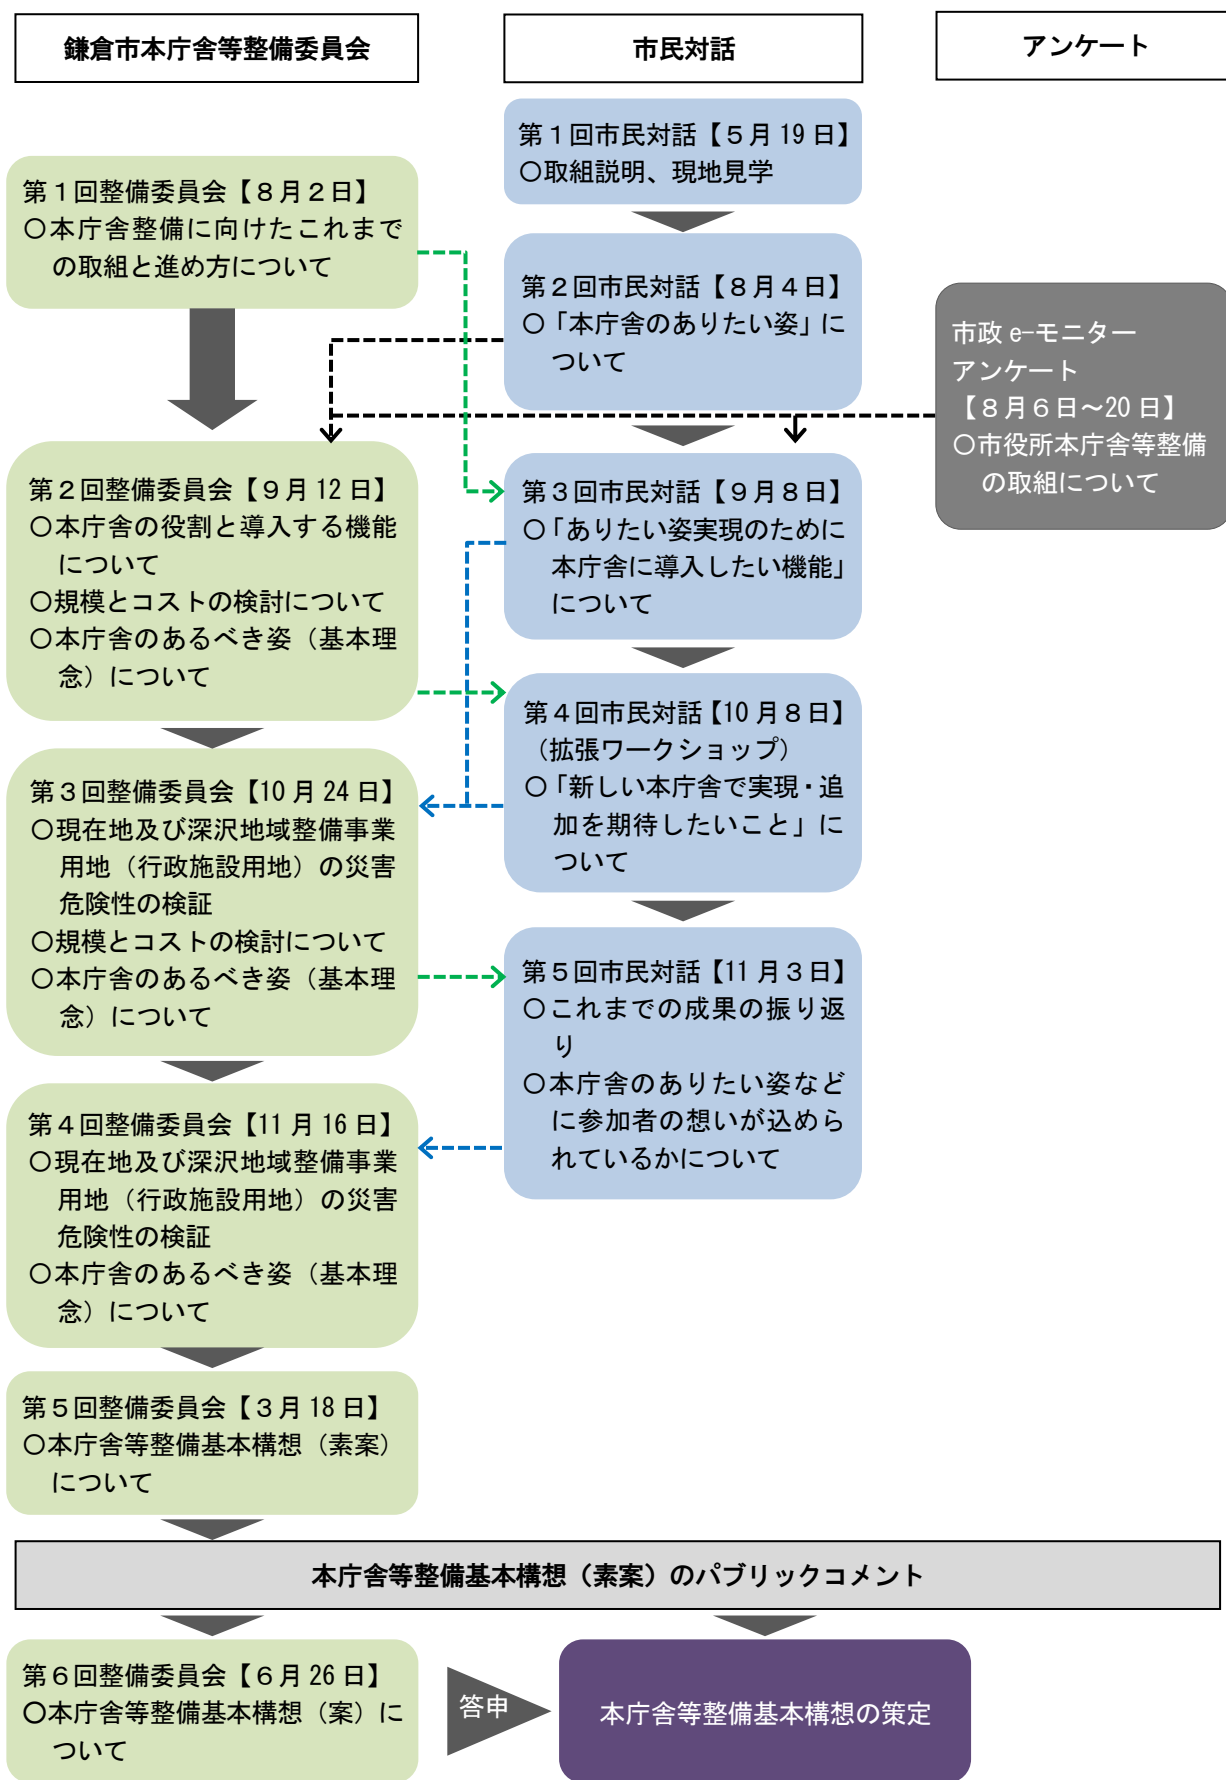 鎌倉市本庁舎等整備委員会
市民対話
アンケート
第１回整備委員会【８月２日】
〇本庁舎整備に向けたこれまで
の取組と進め方について
第２回整備委員会【９月12日】
〇本庁舎の役割と導入する機能
について
〇規模とコストの検討について
〇本庁舎のあるべき姿（基本理
念）について
第３回整備委員会【10月24日】
〇現在地及び深沢地域整備事業
用地（行政施設用地）の災害
危険性の検証
〇規模とコストの検討について
〇本庁舎のあるべき姿（基本理
念）について
第４回整備委員会【11月16日】
〇現在地及び深沢地域整備事業
用地（行政施設用地）の災害
危険性の検証
〇本庁舎のあるべき姿（基本理
念）について
第５回整備委員会【３月18日】
〇本庁舎等整備基本構想（素案）
について
第１回市民対話【５月19日】
〇取組説明、現地見学
第２回市民対話【８月４日】
〇「本庁舎のありたい姿」に
ついて
第３回市民対話【９月８日】
〇「ありたい姿実現のために
本庁舎に導入したい機能」
について
第４回市民対話【10月８日】
（拡張ワークショップ）
〇「新しい本庁舎で実現・追
加を期待したいこと」に
ついて
第５回市民対話【11月３日】
〇これまでの成果の振り返
り
〇本庁舎のありたい姿など
に参加者の想いが込めら
れているかについて
市政e-モニター
アンケート
【８月６日～20日】
〇市役所本庁舎等整備
の取組について
本庁舎等整備基本構想（素案）のパブリックコメント
第６回整備委員会【６月26日】
〇本庁舎等整備基本構想（案）に
ついて
答申
本庁舎等整備基本構想の策定